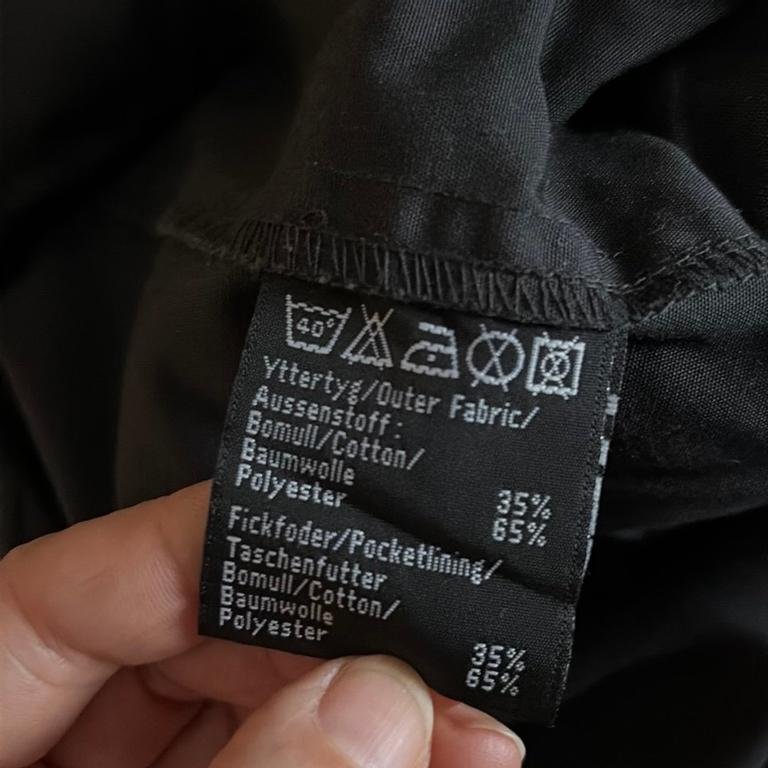 40°
Yttertyg/Outer Fabric/
Aussenstoff:
Bomull/Cotton/
Baumwolle 35%
Polyester 65%
Fickfoder/Pocketlining/
Taschenfutter
Bomull/Cotton/
Baumwolle 35%
Polyester 65%